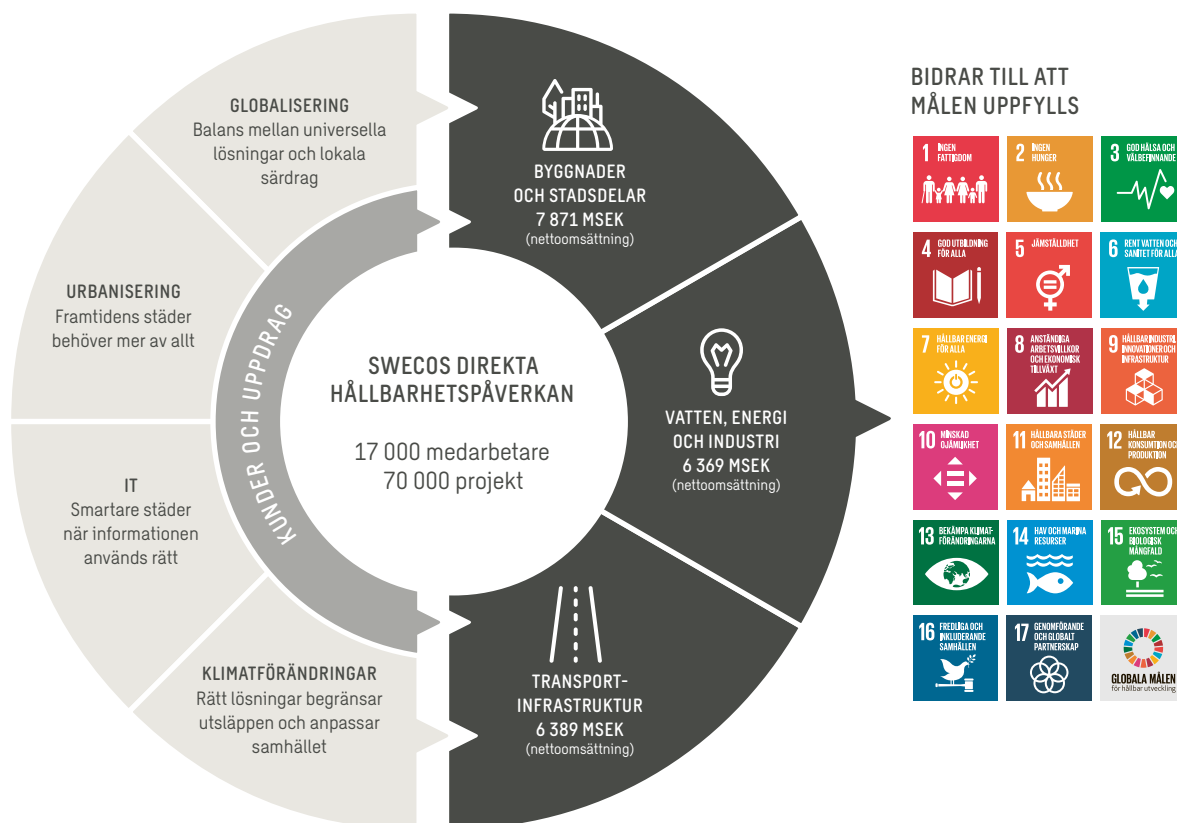 GLOBALISERING
Balans mellan universella
lösningar och lokala
särdrag
URBANISERING
Framtidens städer
behöver mer av allt
IT
Smartare städer
när informationen
används rätt
KLIMATFÖRÄNDRINGAR
Rätt lösningar begränsar
utsläppen och anpassar
samhället
KUNDER OCH UPPDRAG
SWECOS DIREKTA
HÅLLBARHETSPÅVERKAN
17 000 medarbetare
70 000 projekt
BYGGNADER
OCH STADSDELAR
7 871 MSEK
(nettoomsättning)
VATTEN, ENERGI
OCH INDUSTRI
6 369 MSEK
(nettoomsättning)
TRANSPORT-
INFRASTRUKTUR
6 389 MSEK
(nettoomsättning)
BIDRAR TILL ATT
MÅLEN UPPFYLLS
1 INGEN
FATTIGDOM
2 INGEN
HUNGER
3 GOD HÄLSA OCH
VÄLBEFINNANDE
4 GOD UTBILDNING
FÖR ALLA
5 JÄMSTÄLLDHET
6 RENT VATTEN OCH
SANITET FÖR ALLA
7 HÅLLBAR ENERGI
FÖR ALLA
8 ANSTÄNDIGA
ARBETSVILLKOR
OCH EKONOMISK
TILLVÄXT
9 HÅLLBAR INDUSTRI,
INNOVATIONER OCH
INFRASTRUKTUR
10 MINSKAD
OJÄMLIKHET
11 HÅLLBARA STÄDER
OCH SAMHÄLLEN
12 HÅLLBAR
KONSUMTION OCH
PRODUKTION
13 BEKÄMPA KLIMAT-
FÖRÄNDRINGARNA
14 HAV OCH MARINA
RESURSER
15 EKOSYSTEM OCH
BIOLOGISK
MÅNGFALD
16 FREDLIGA OCH
INKLUDERANDE
SAMHÄLLEN
17 GENOMFÖRANDE
OCH GLOBALT
PARTNERSKAP
GLOBALA MÅLEN
för hållbar utveckling